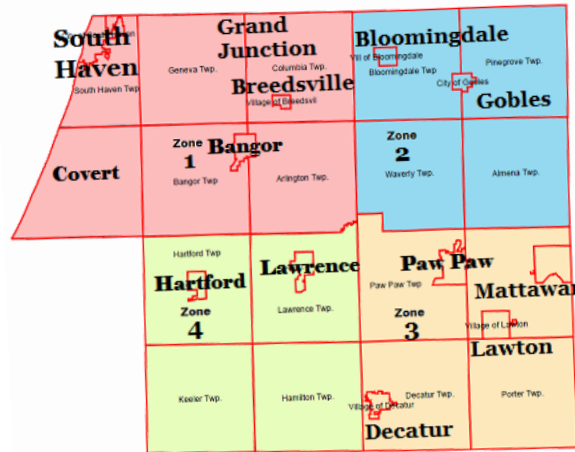 South
Haven
South Haven Twp.
Grand
Junction
Geneva Twp.
Columbia Twp.
Breedsville
Village of Breedsvil
Bloomingdale
Vill of Bloomingdale
Bloomingdale Twp
Pinegrove Twp.
City of Gobles
Gobles
Covert
Zone
1
Bangor
Bangor Twp
Arlington Twp.
Zone
2
Waverly Twp.
Almena Twp.
Hartford Twp
Hartford
Zone
4
Lawrence
Lawrence Twp.
Paw Paw
Paw Paw Twp
Mattawan
Zone
3
Village of Lawton
Lawton
Keeler Twp.
Hamilton Twp.
Decatur Twp.
Village of Decatur
Decatur
Porter Twp.